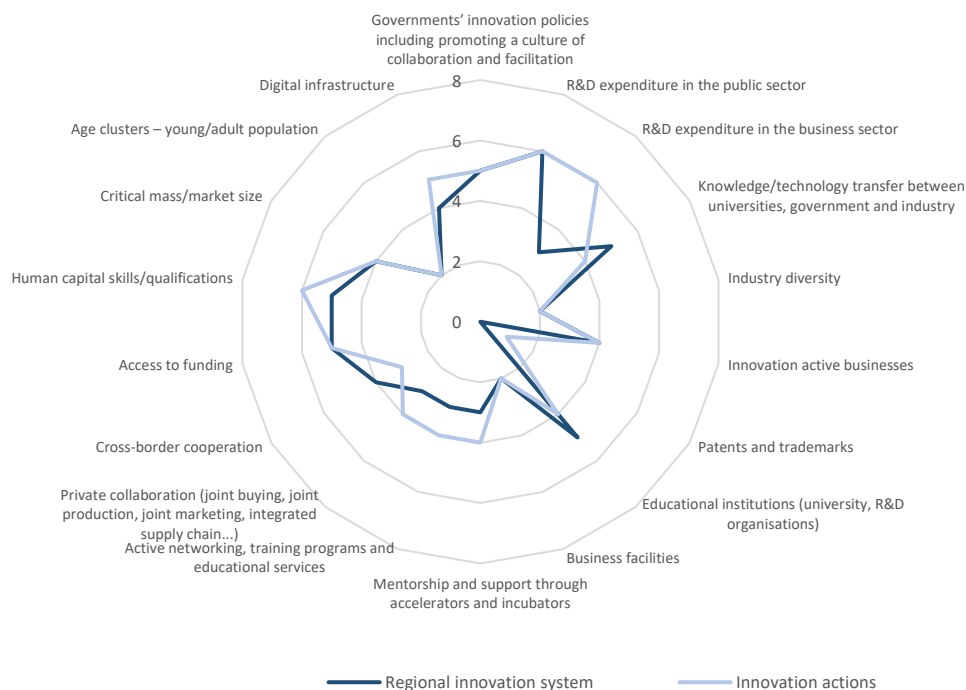 Governments’ innovation policies
including promoting a culture of
collaboration and facilitation
R&D expenditure in the public sector
R&D expenditure in the business sector
Knowledge/technology transfer between
universities, government and industry
Industry diversity
Innovation active businesses
Patents and trademarks
Educational institutions (university, R&D
organisations)
Business facilities
Mentorship and support through
accelerators and incubators
Active networking, training programs and
educational services
Private collaboration (joint buying, joint
production, joint marketing, integrated
supply chain...)
Cross-border cooperation
Access to funding
Human capital skills/qualifications
Critical mass/market size
Age clusters – young/adult population
Digital infrastructure
8
6
4
2
0
Regional innovation system
Innovation actions